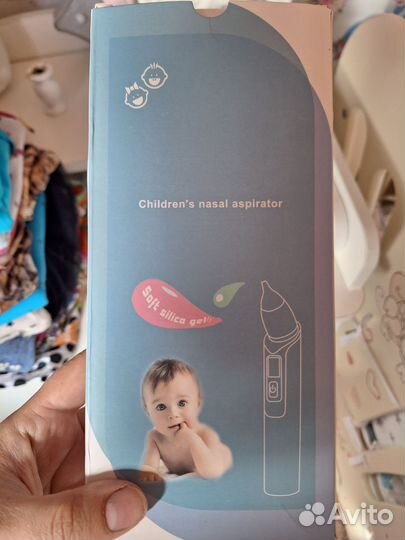 Children's nasal aspirator
Soft silica gel
Avito